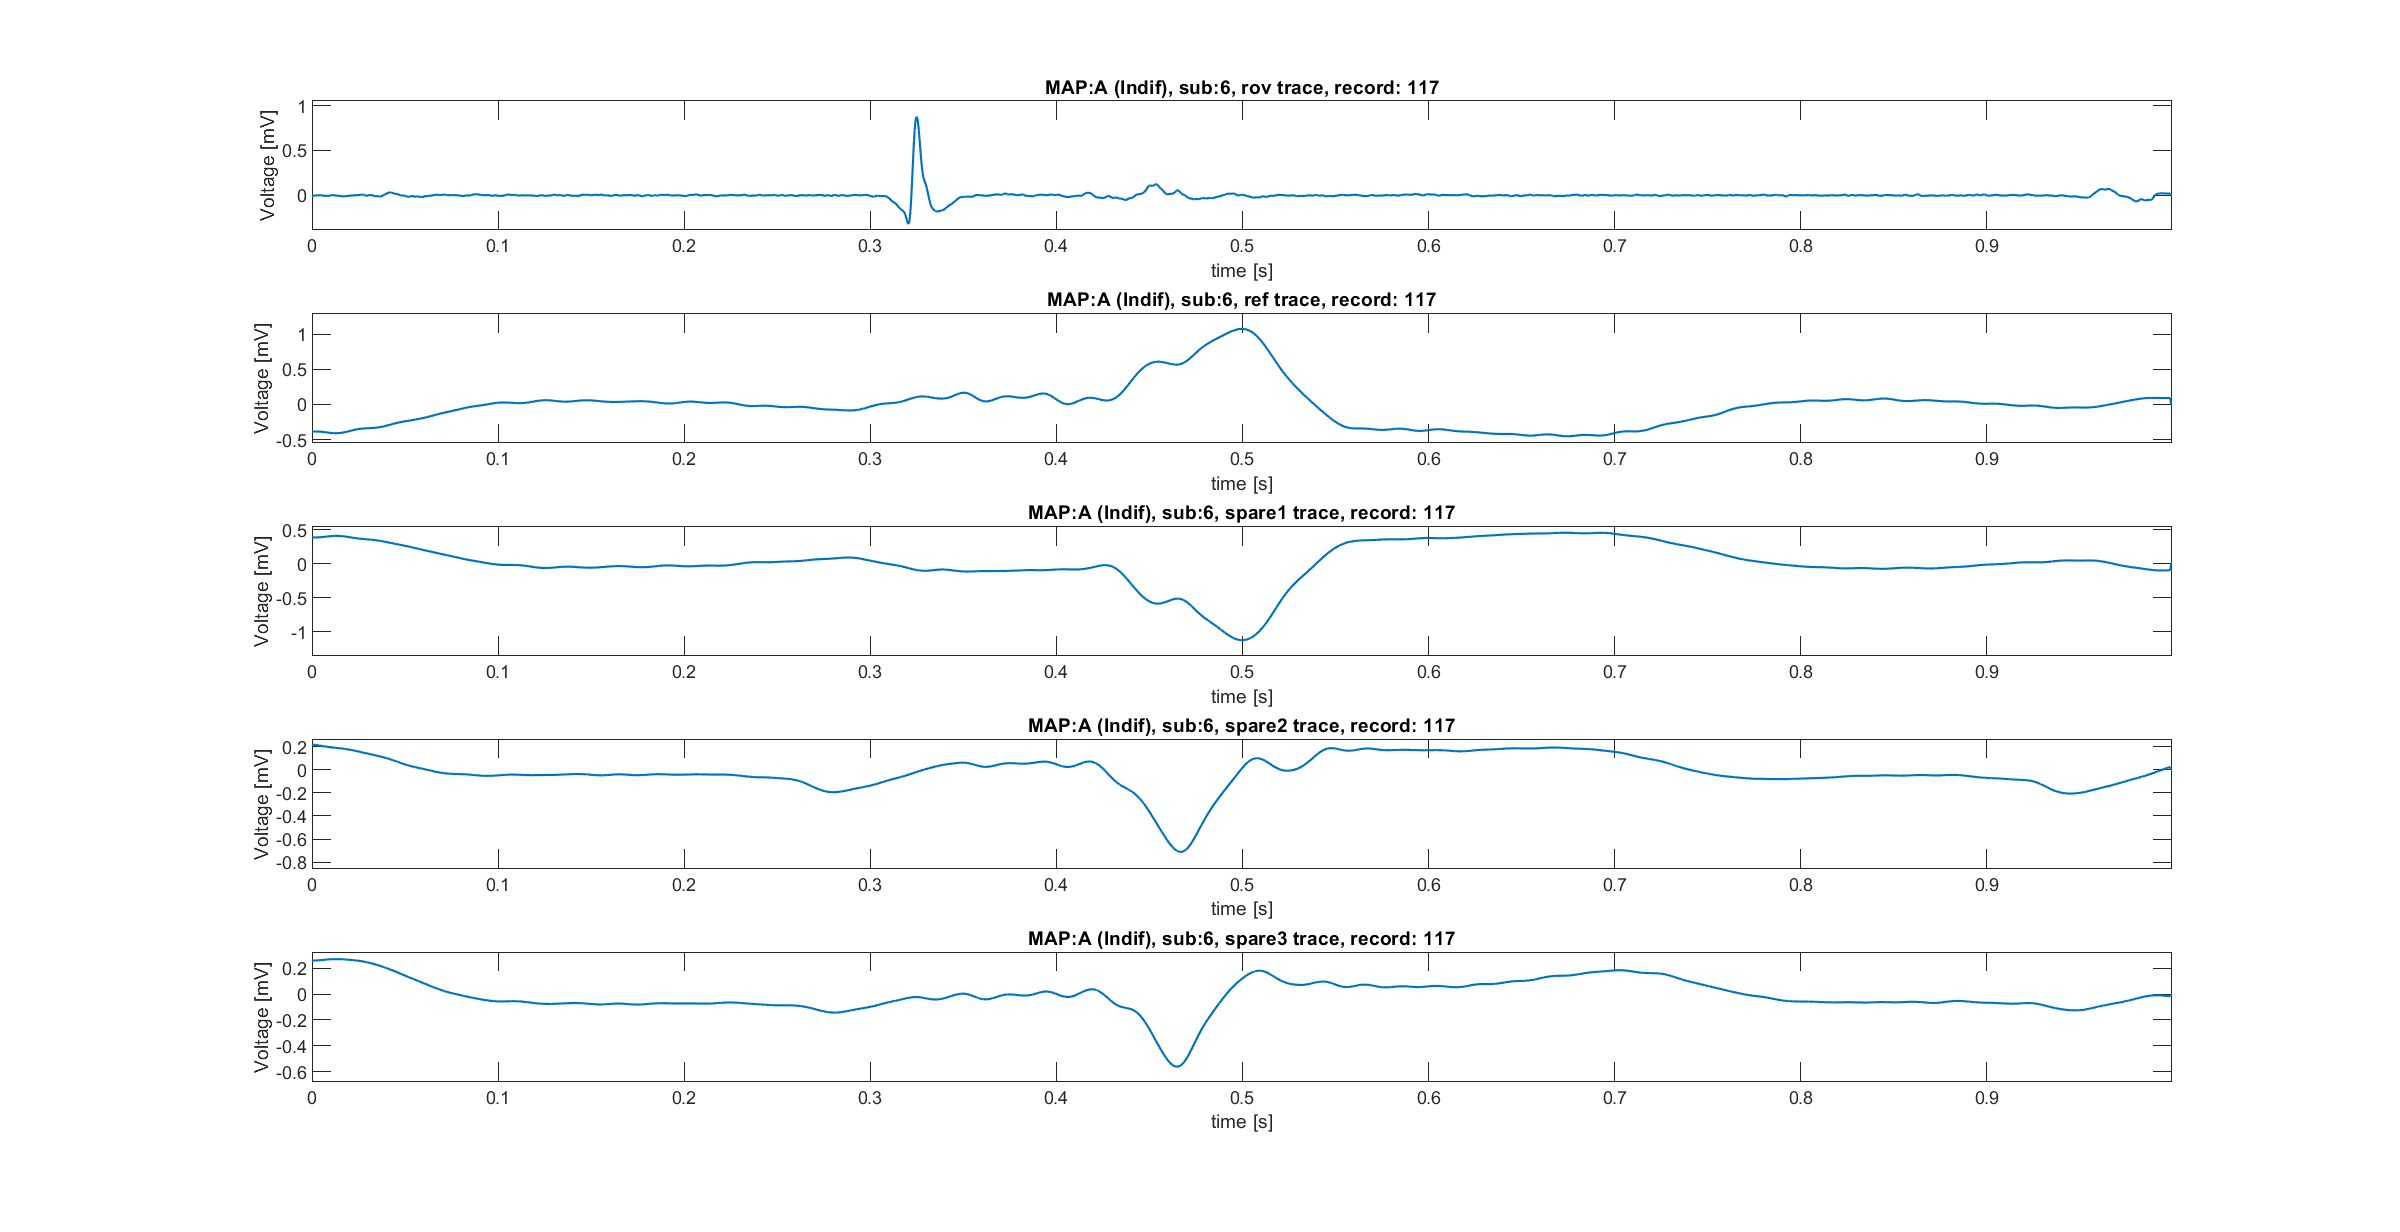 MAP:A (Indif), sub:6, rov trace, record: 117
Voltage [mV]
1
0.5
0
0 0.1 0.2 0.3 0.4 0.5 0.6 0.7 0.8 0.9
time [s]
MAP:A (Indif), sub:6, ref trace, record: 117
Voltage [mV]
1
0.5
0
-0.5
0 0.1 0.2 0.3 0.4 0.5 0.6 0.7 0.8 0.9
time [s]
MAP:A (Indif), sub:6, spare1 trace, record: 117
Voltage [mV]
0.5
0
-0.5
-1
0 0.1 0.2 0.3 0.4 0.5 0.6 0.7 0.8 0.9
time [s]
MAP:A (Indif), sub:6, spare2 trace, record: 117
Voltage [mV]
0.2
0
-0.2
-0.4
-0.6
-0.8
0 0.1 0.2 0.3 0.4 0.5 0.6 0.7 0.8 0.9
time [s]
MAP:A (Indif), sub:6, spare3 trace, record: 117
Voltage [mV]
0.2
0
-0.2
-0.4
-0.6
0 0.1 0.2 0.3 0.4 0.5 0.6 0.7 0.8 0.9
time [s]